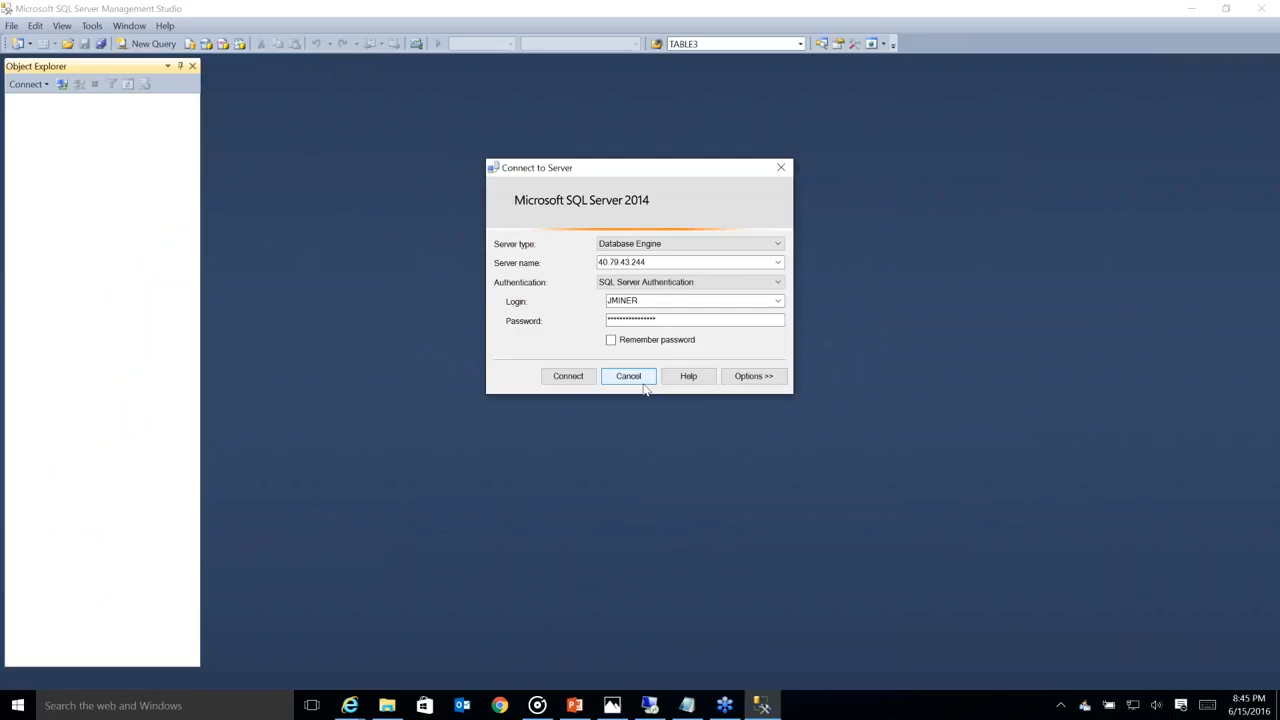 Microsoft SQL Server Management Studio
File Edit View Tools Window Help
New Query TABLE3
Object Explorer
Connect
Connect to Server
Microsoft SQL Server 2014
Server type: Database Engine
Server name: 40.79.43.244
Authentication: SQL Server Authentication
Login: JMINER
Password: ****************
Remember password
Connect Cancel Help Options >>
Search the web and Windows
8:45 PM
6/15/2016